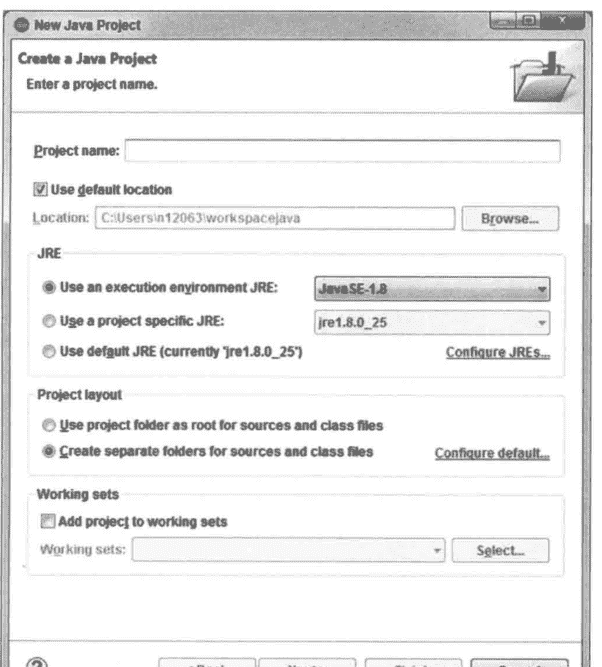 New Java Project
Create a Java Project
Enter a project name.
Project name:
Use default location
Location: C:\Users\n12063\workspacejava Browse...
JRE
Use an execution environment JRE: JavaSE-1.8
Use a project specific JRE: jre1.8.0_25
Use default JRE (currently 'jre1.8.0_25') Configure JREs...
Project layout
Use project folder as root for sources and class files
Create separate folders for sources and class files Configure default...
Working sets
Add project to working sets
Working sets: Select...
?